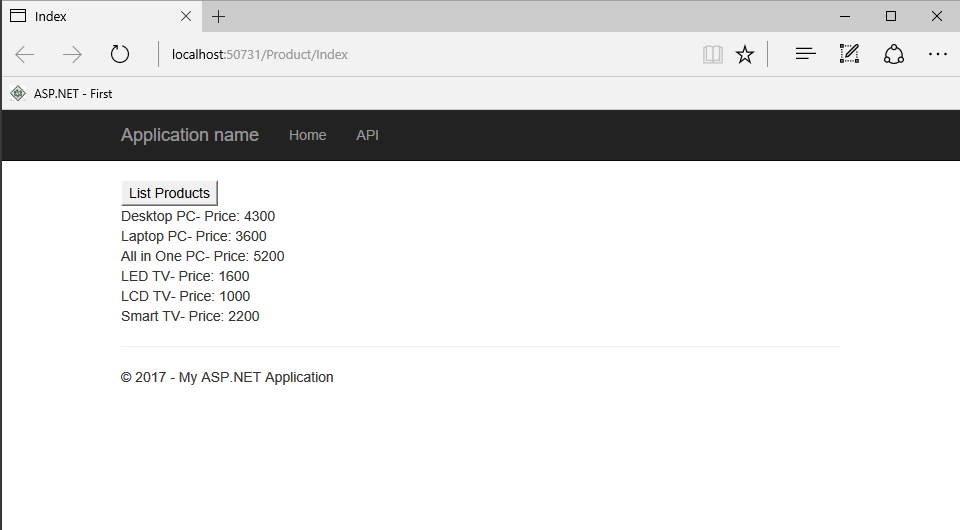 Index
localhost:50731/Product/Index
ASP.NET - First
Application name Home API
List Products
Desktop PC- Price: 4300
Laptop PC- Price: 3600
All in One PC- Price: 5200
LED TV- Price: 1600
LCD TV- Price: 1000
Smart TV- Price: 2200
© 2017 - My ASP.NET Application